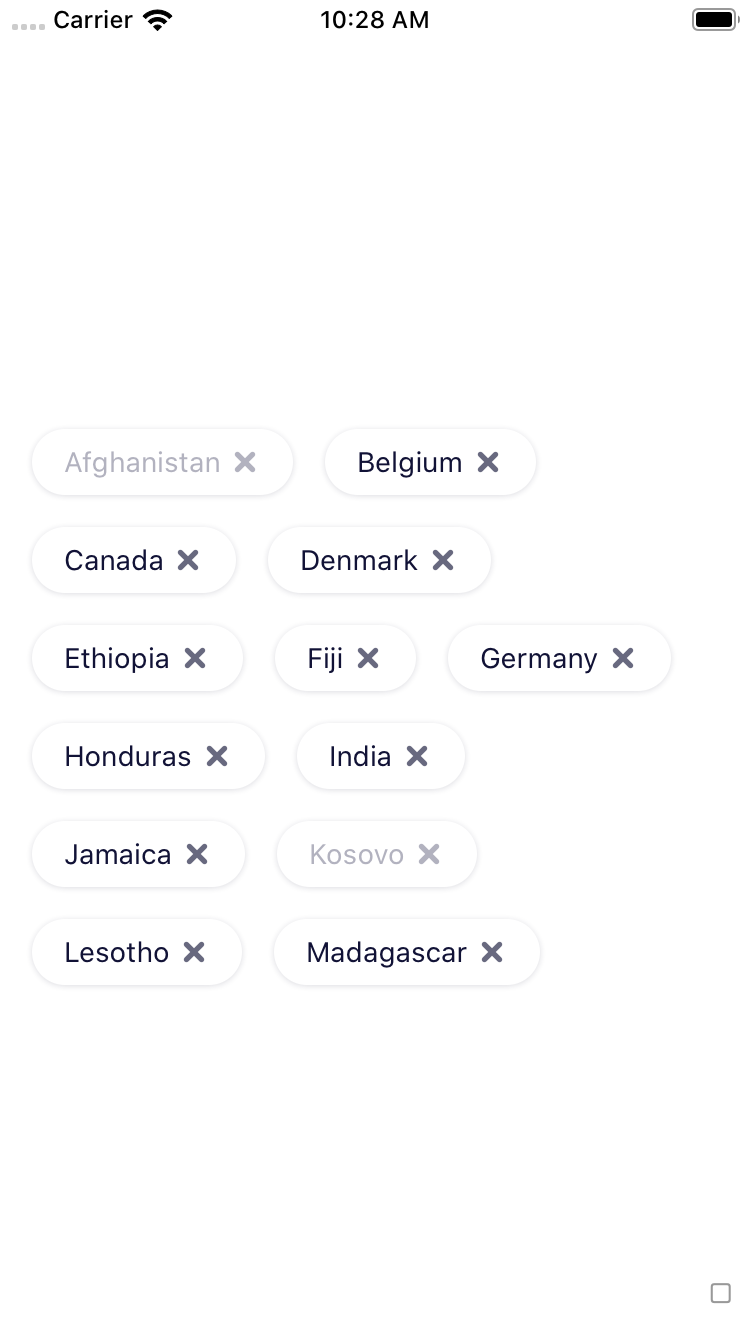 Carrier 10:28 AM
Afghanistan Belgium
Canada Denmark
Ethiopia Fiji Germany
Honduras India
Jamaica Kosovo
Lesotho Madagascar